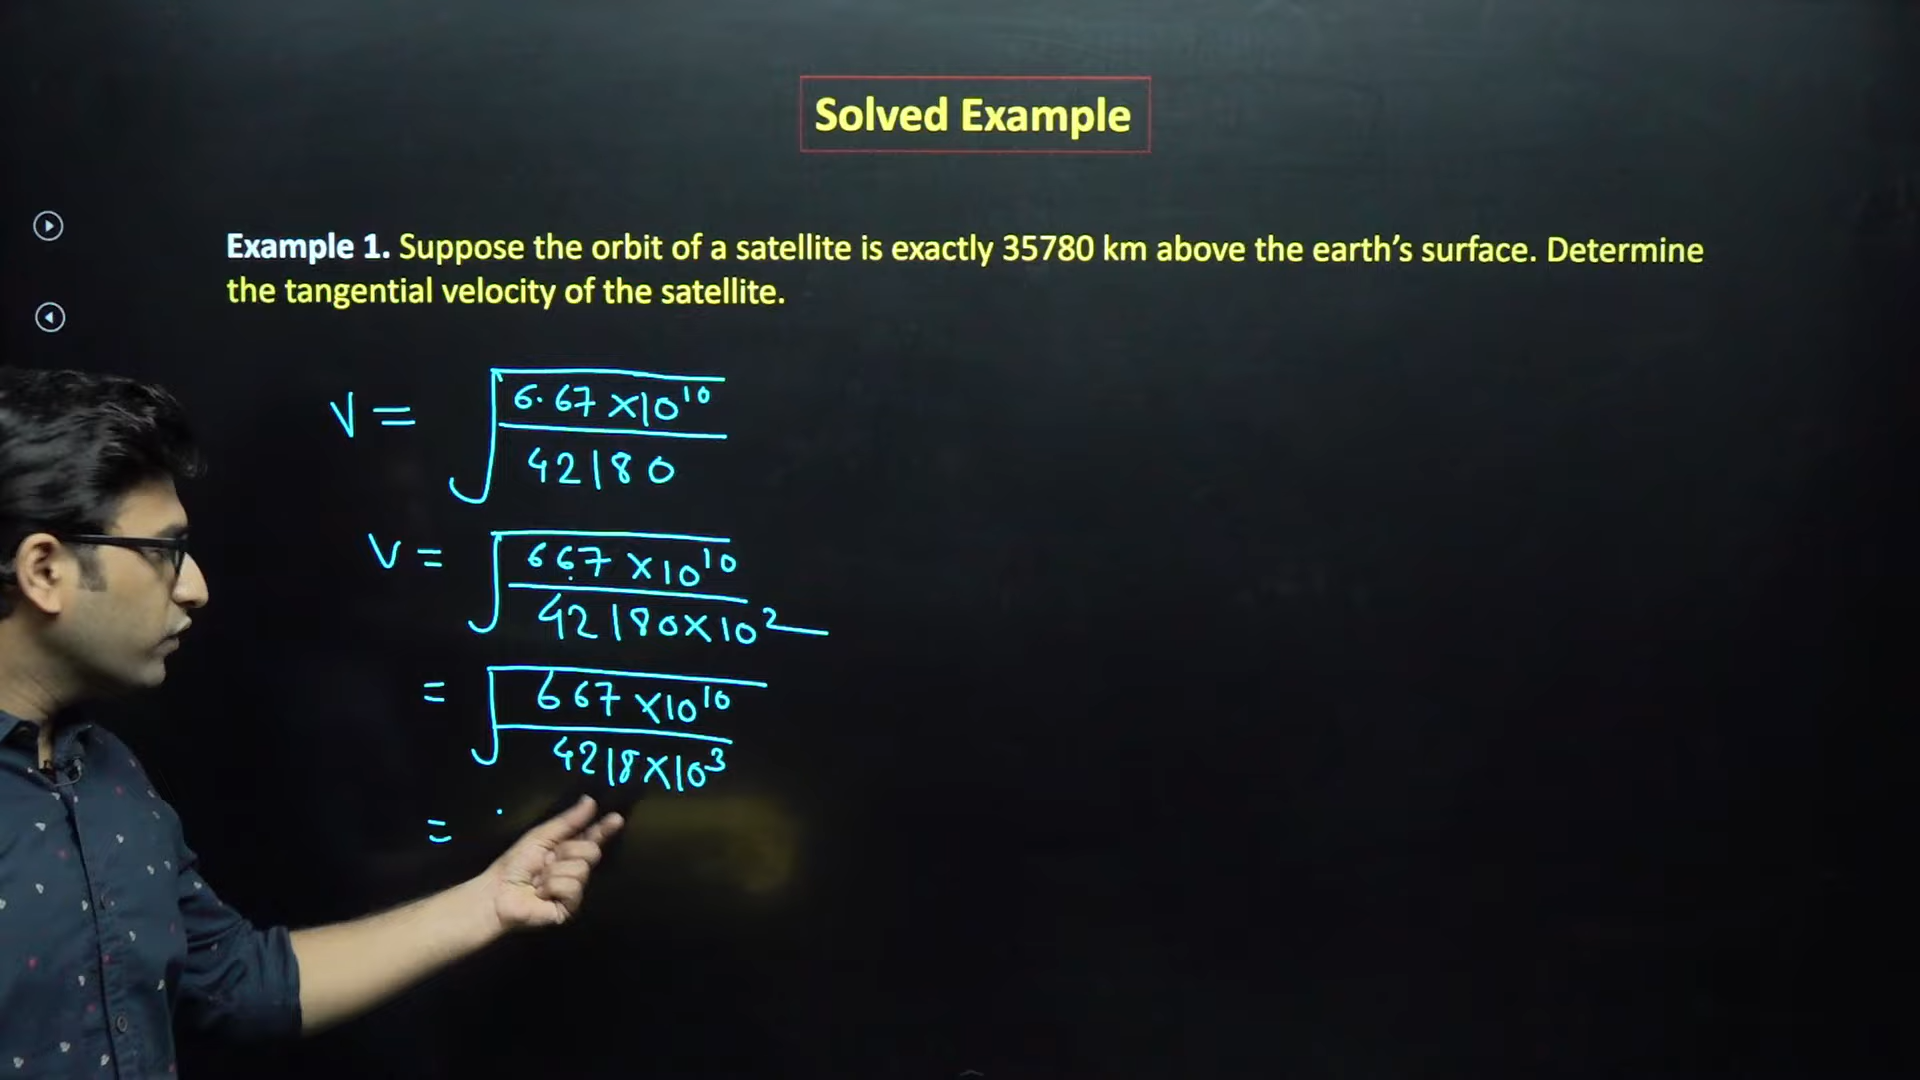 Solved Example
Example 1. Suppose the orbit of a satellite is exactly 35780 km above the earth's surface. Determine
the tangential velocity of the satellite.
V = √(6.67 × 10¹⁰ / 42180)
V = √(667 × 10¹⁰ / 42180 × 10²)
= √(667 × 10¹⁰ / 4218 × 10³)
=